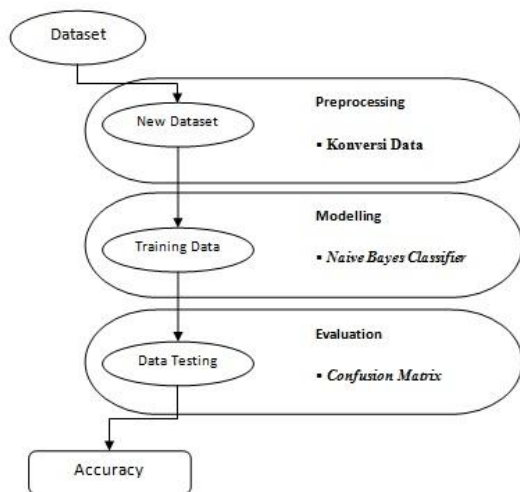 Dataset
Preprocessing
New Dataset
▪ Konversi Data
Modelling
Training Data
▪ Naive Bayes Classifier
Evaluation
Data Testing
▪ Confusion Matrix
Accuracy